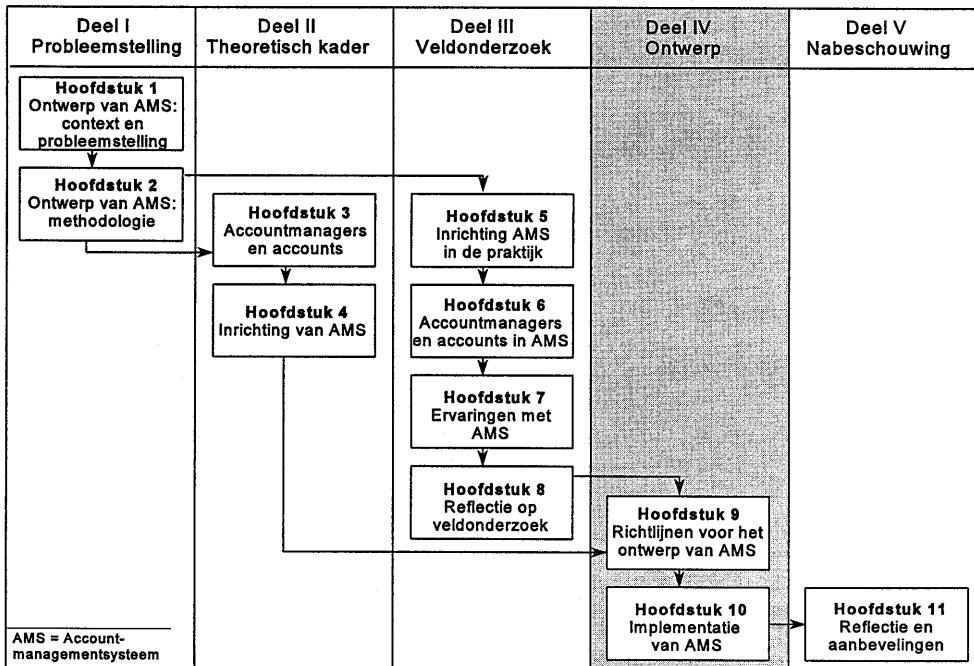 Deel I
Probleemstelling
Deel II
Theoretisch kader
Deel III
Veldonderzoek
Deel IV
Ontwerp
Deel V
Nabeschouwing
Hoofdstuk 1
Ontwerp van AMS:
context en
probleemstelling
Hoofdstuk 2
Ontwerp van AMS:
methodologie
Hoofdstuk 3
Accountmanagers
en accounts
Hoofdstuk 4
Inrichting van AMS
Hoofdstuk 5
Inrichting AMS
in de praktijk
Hoofdstuk 6
Accountmanagers
en accounts in AMS
Hoofdstuk 7
Ervaringen met
AMS
Hoofdstuk 8
Reflectie op
veldonderzoek
Hoofdstuk 9
Richtlijnen voor het
ontwerp van AMS
Hoofdstuk 10
Implementatie
van AMS
Hoofdstuk 11
Reflectie en
aanbevelingen
AMS = Account-
managementsysteem